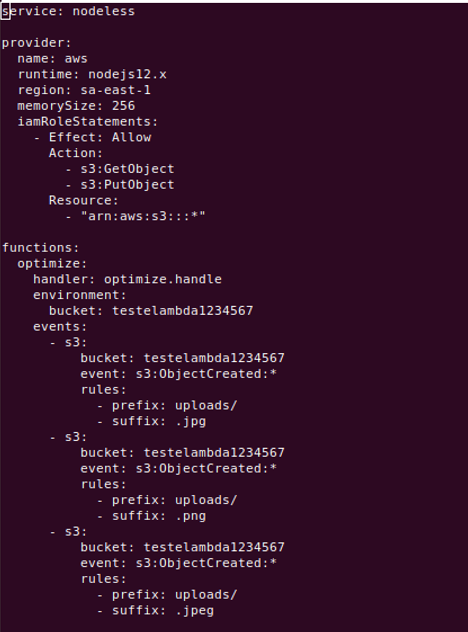 service: nodeless
provider:
name: aws
runtime: nodejs12.x
region: sa-east-1
memorySize: 256
iamRoleStatements:
- Effect: Allow
Action:
- s3:GetObject
- s3:PutObject
Resource:
- "arn:aws:s3:::*"
functions:
optimize:
handler: optimize.handle
environment:
bucket: testelambda1234567
events:
- s3:
bucket: testelambda1234567
event: s3:ObjectCreated:*
rules:
- prefix: uploads/
- suffix: .jpg
- s3:
bucket: testelambda1234567
event: s3:ObjectCreated:*
rules:
- prefix: uploads/
- suffix: .png
- s3:
bucket: testelambda1234567
event: s3:ObjectCreated:*
rules:
- prefix: uploads/
- suffix: .jpeg